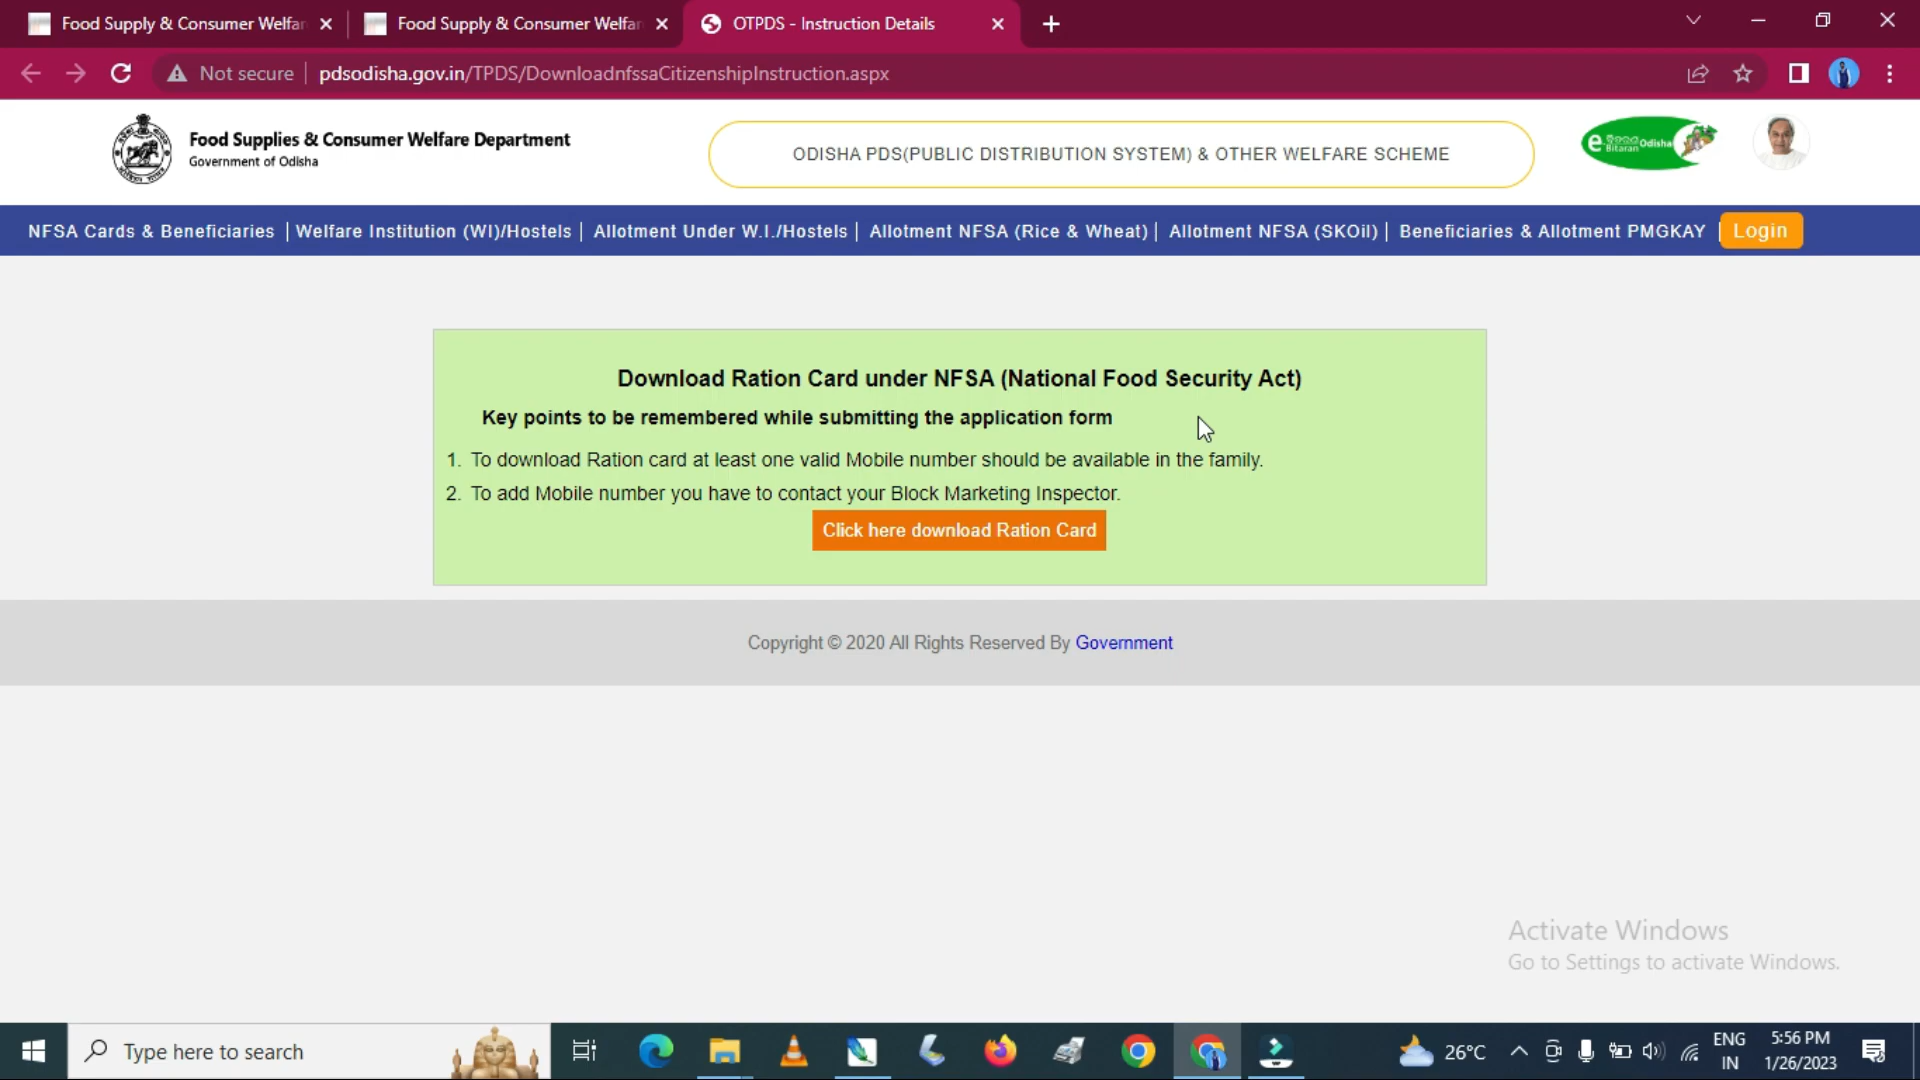 Food Supply & Consumer Welfar
Food Supply & Consumer Welfar
OTPDS - Instruction Details
Not secure
pdsodisha.gov.in/TPDS/DownloadnfssaCitizenshipInstruction.aspx
Food Supplies & Consumer Welfare Department
Government of Odisha
ODISHA PDS(PUBLIC DISTRIBUTION SYSTEM) & OTHER WELFARE SCHEME
e Bitaran Odisha
NFSA Cards & Beneficiaries | Welfare Institution (WI)/Hostels | Allotment Under W.I./Hostels | Allotment NFSA (Rice & Wheat) | Allotment NFSA (SKOil) | Beneficiaries & Allotment PMGKAY | Login
Download Ration Card under NFSA (National Food Security Act)
Key points to be remembered while submitting the application form
1. To download Ration card at least one valid Mobile number should be available in the family.
2. To add Mobile number you have to contact your Block Marketing Inspector.
Click here download Ration Card
Copyright © 2020 All Rights Reserved By Government
Activate Windows
Go to Settings to activate Windows.
Type here to search
26°C
ENG
IN
5:56 PM
1/26/2023